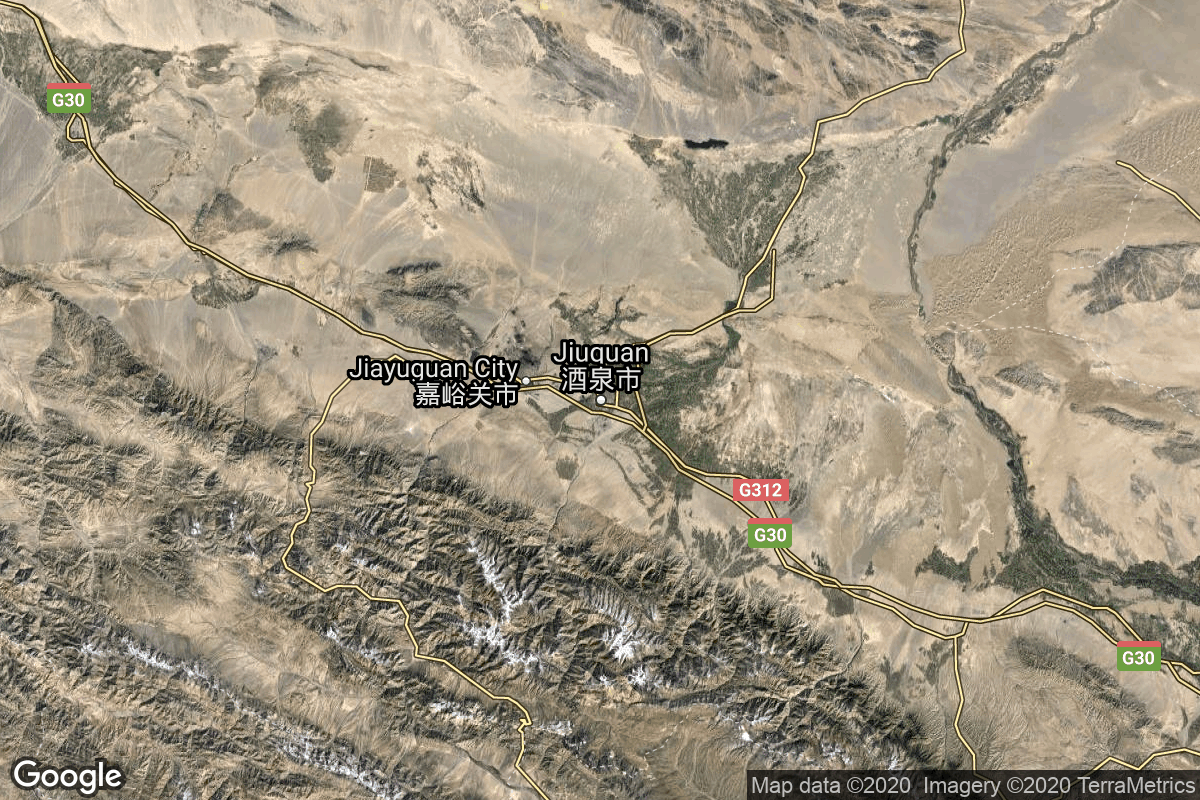 G30
Jiayuguan City
嘉峪关市
Jiuquan
酒泉市
G312
G30
G30
Google
Map data ©2020 Imagery ©2020 TerraMetrics